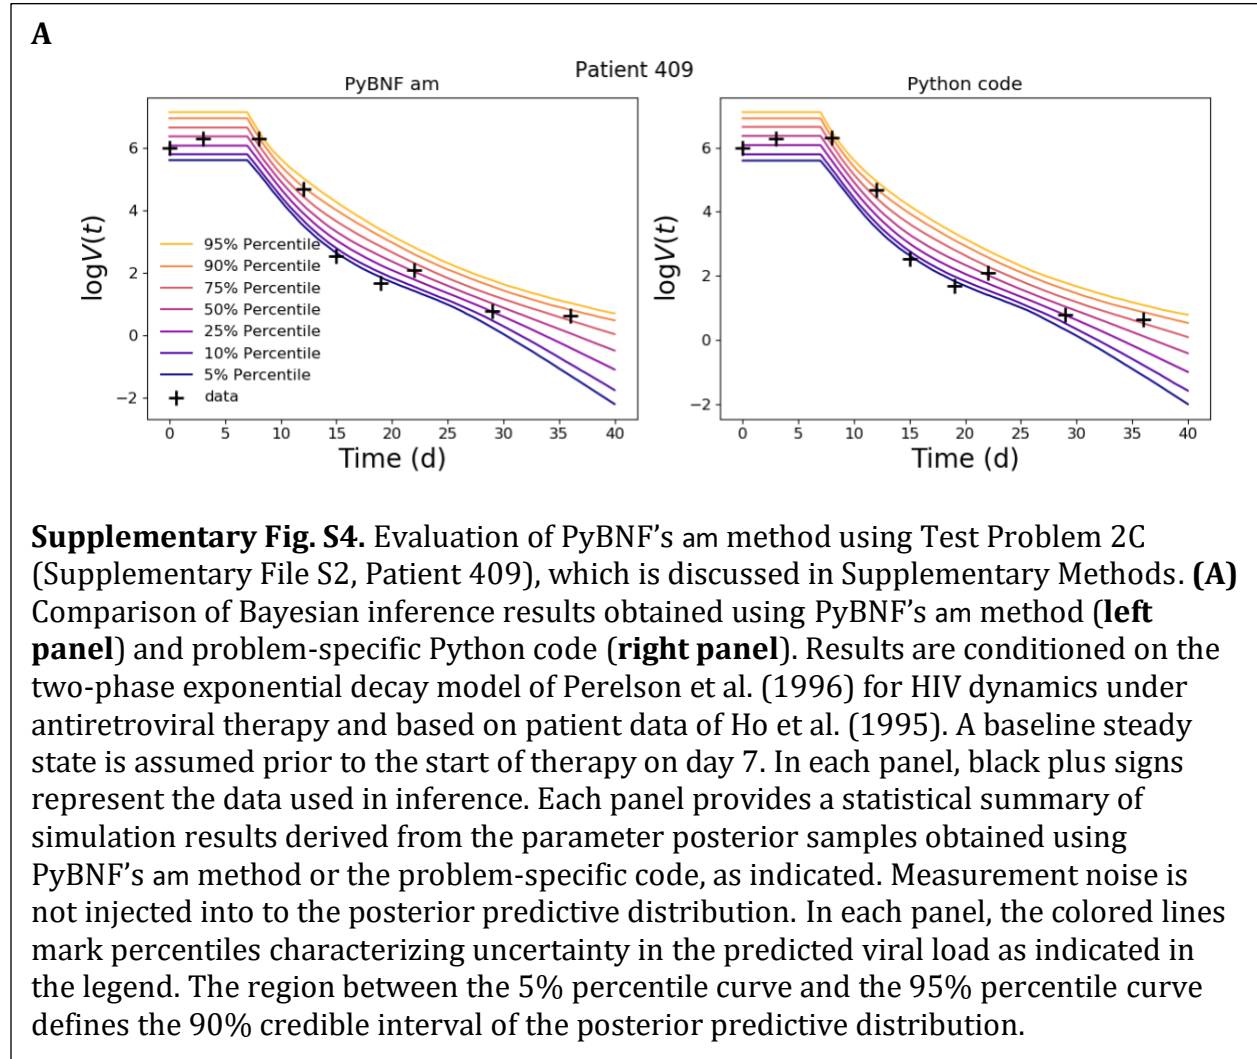 A
Patient 409
PyBNF am
Python code
6
4
2
0
−2
logV(t)
95% Percentile
90% Percentile
75% Percentile
50% Percentile
25% Percentile
10% Percentile
5% Percentile
data
0 5 10 15 20 25 30 35 40
Time (d)
6
4
2
0
−2
logV(t)
0 5 10 15 20 25 30 35 40
Time (d)
Supplementary Fig. S4. Evaluation of PyBNF’s am method using Test Problem 2C
(Supplementary File S2, Patient 409), which is discussed in Supplementary Methods. (A)
Comparison of Bayesian inference results obtained using PyBNF’s am method (left
panel) and problem-specific Python code (right panel). Results are conditioned on the
two-phase exponential decay model of Perelson et al. (1996) for HIV dynamics under
antiretroviral therapy and based on patient data of Ho et al. (1995). A baseline steady
state is assumed prior to the start of therapy on day 7. In each panel, black plus signs
represent the data used in inference. Each panel provides a statistical summary of
simulation results derived from the parameter posterior samples obtained using
PyBNF’s am method or the problem-specific code, as indicated. Measurement noise is
not injected into to the posterior predictive distribution. In each panel, the colored lines
mark percentiles characterizing uncertainty in the predicted viral load as indicated in
the legend. The region between the 5% percentile curve and the 95% percentile curve
defines the 90% credible interval of the posterior predictive distribution.